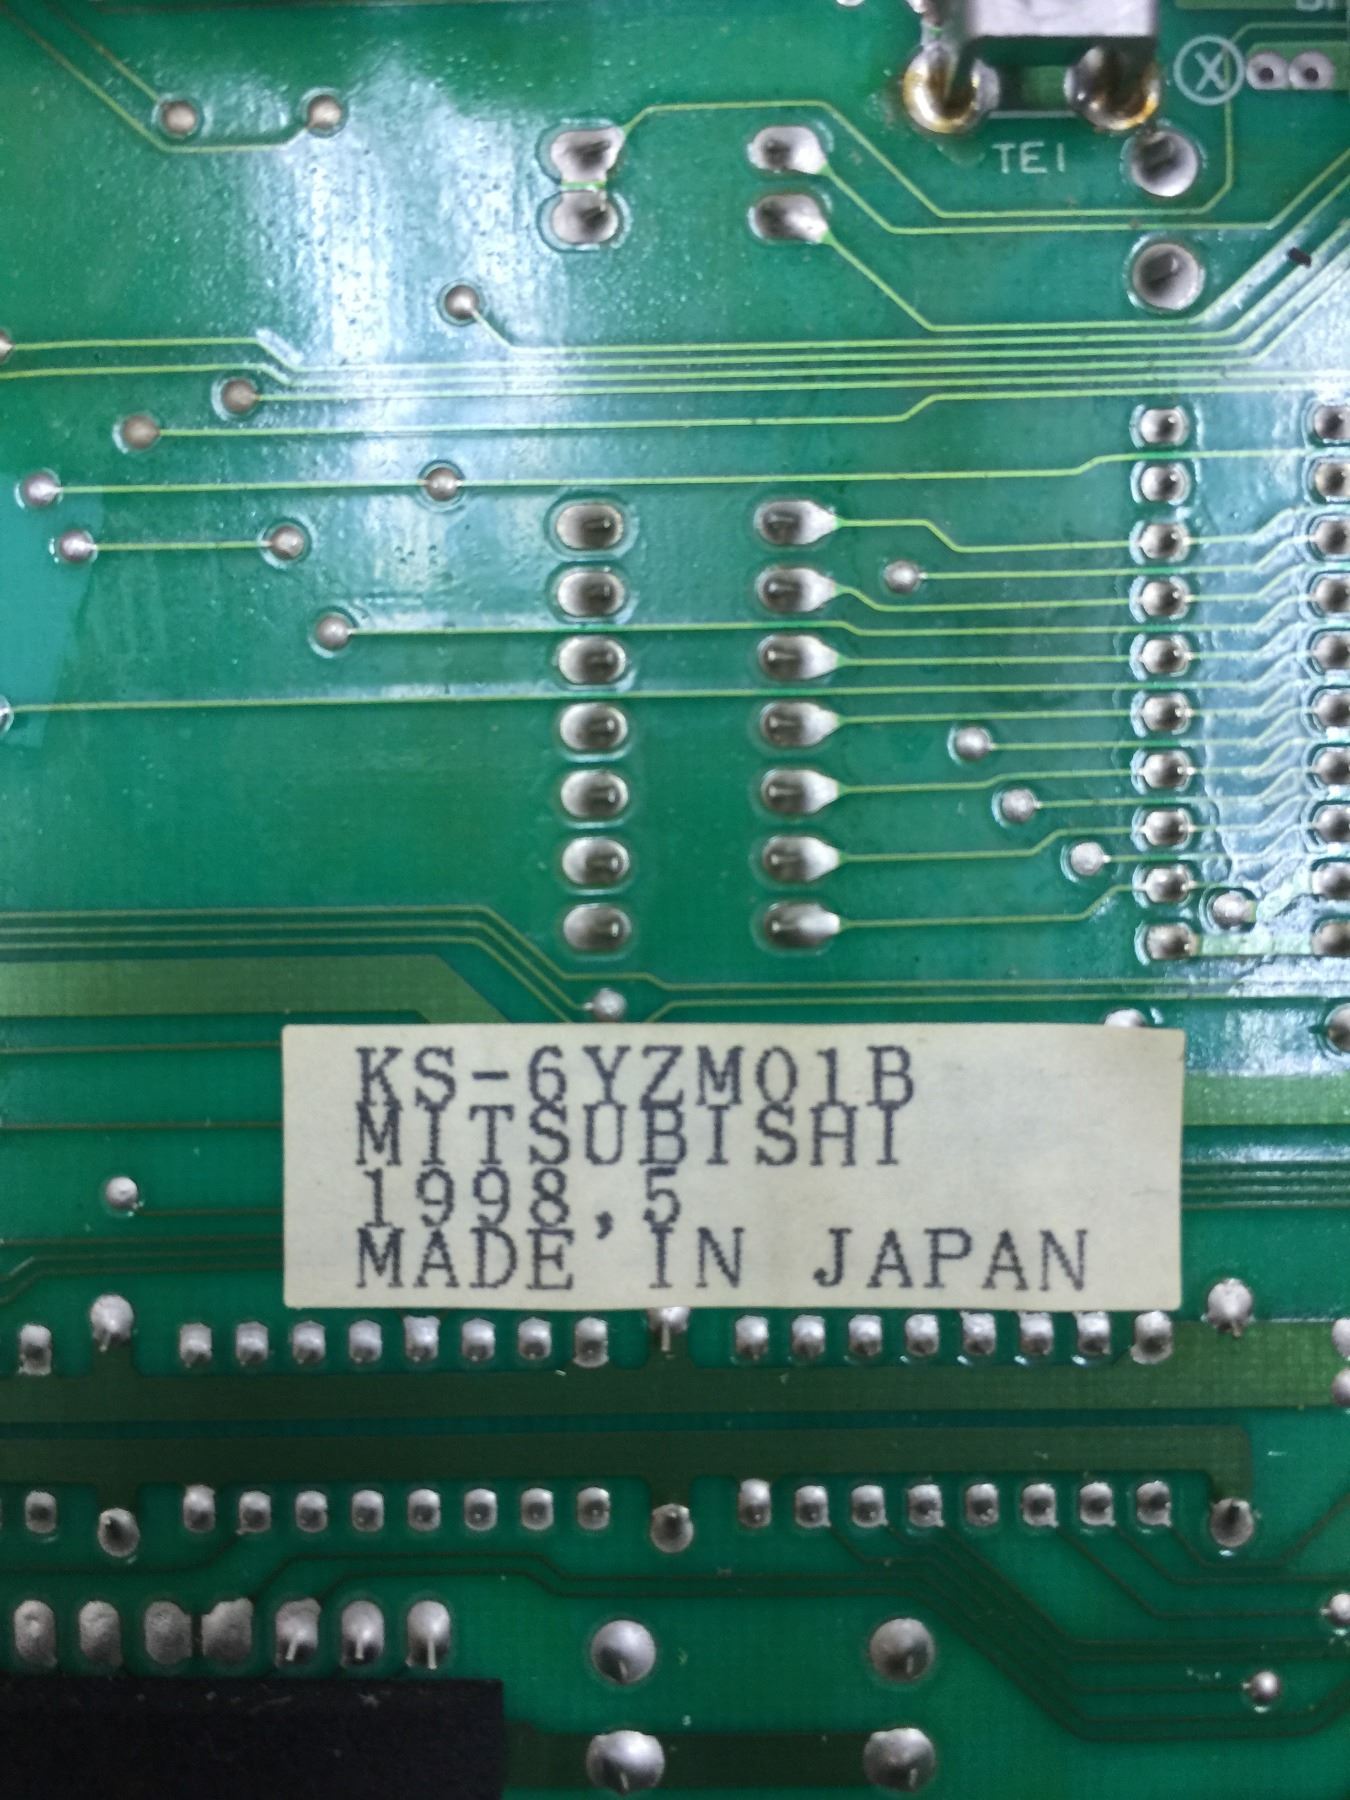 X
TE1
KS-6YZM01B
MITSUBISHI
1998,5
MADE IN JAPAN